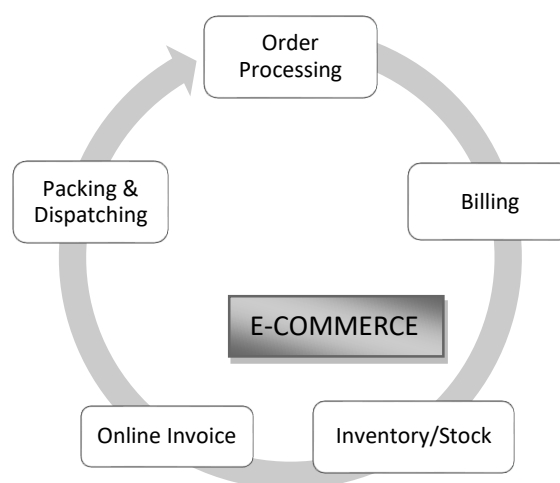 Order
Processing
Billing
Inventory/Stock
Online Invoice
Packing &
Dispatching
E-COMMERCE